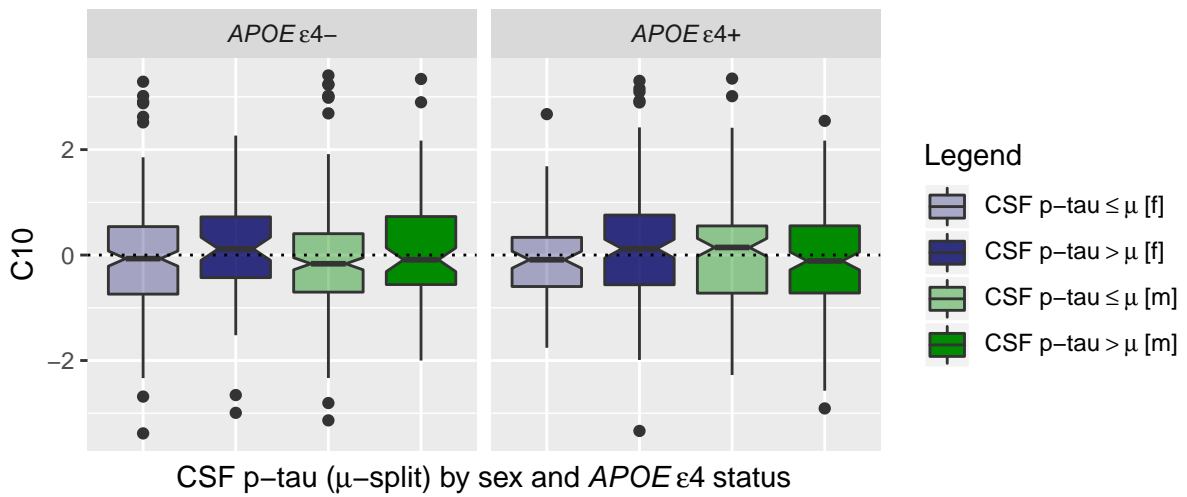 APOE ε4− APOE ε4+
C10
2
0
−2
CSF p−tau (μ−split) by sex and APOE ε4 status
Legend
CSF p−tau ≤ μ [f]
CSF p−tau > μ [f]
CSF p−tau ≤ μ [m]
CSF p−tau > μ [m]